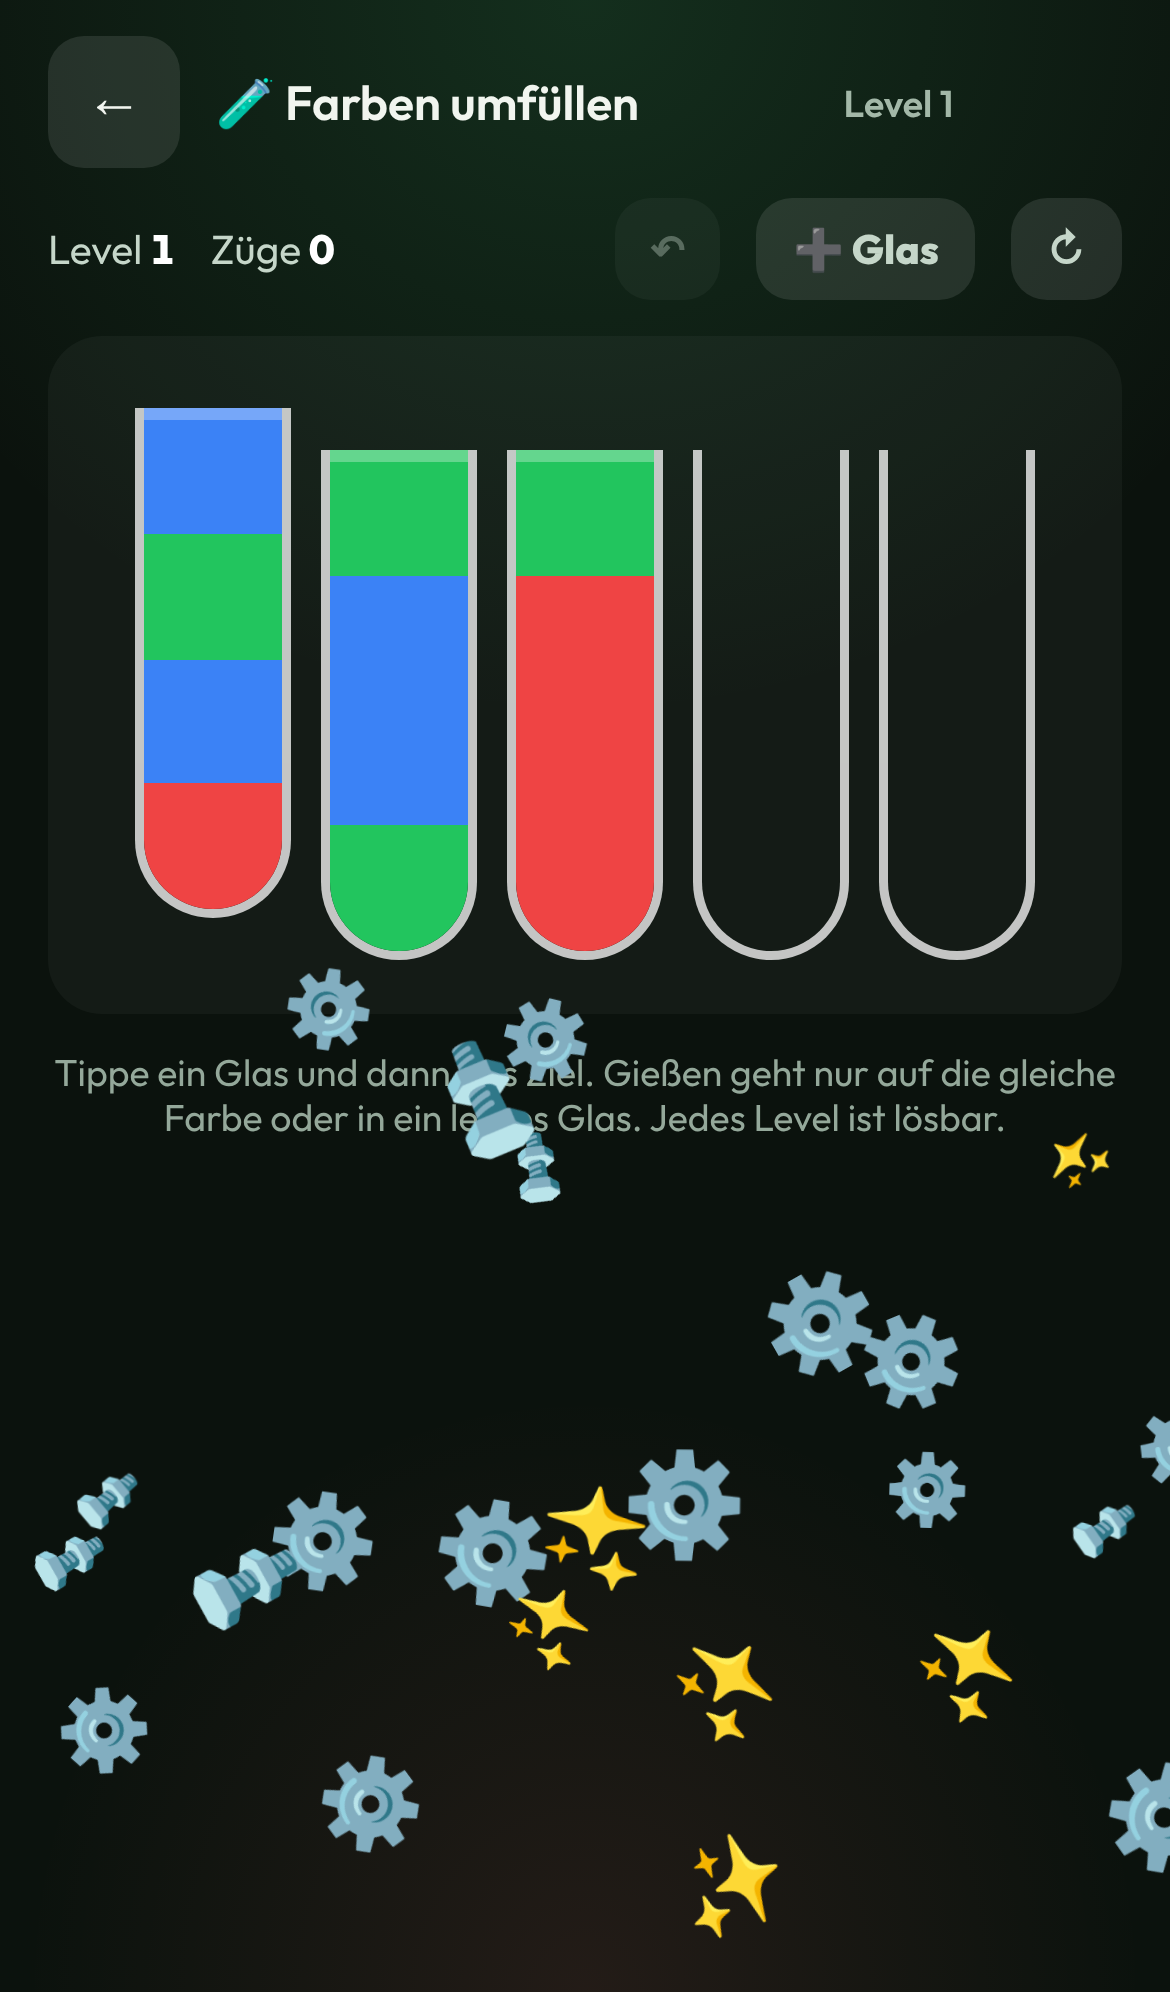 ← 🧪 Farben umfüllen Level 1
Level 1 Züge 0 ↶ ➕ Glas ↻
Tippe ein Glas und dann Ziel. Gießen geht nur auf die gleiche
Farbe oder in ein Glas. Jedes Level ist lösbar.